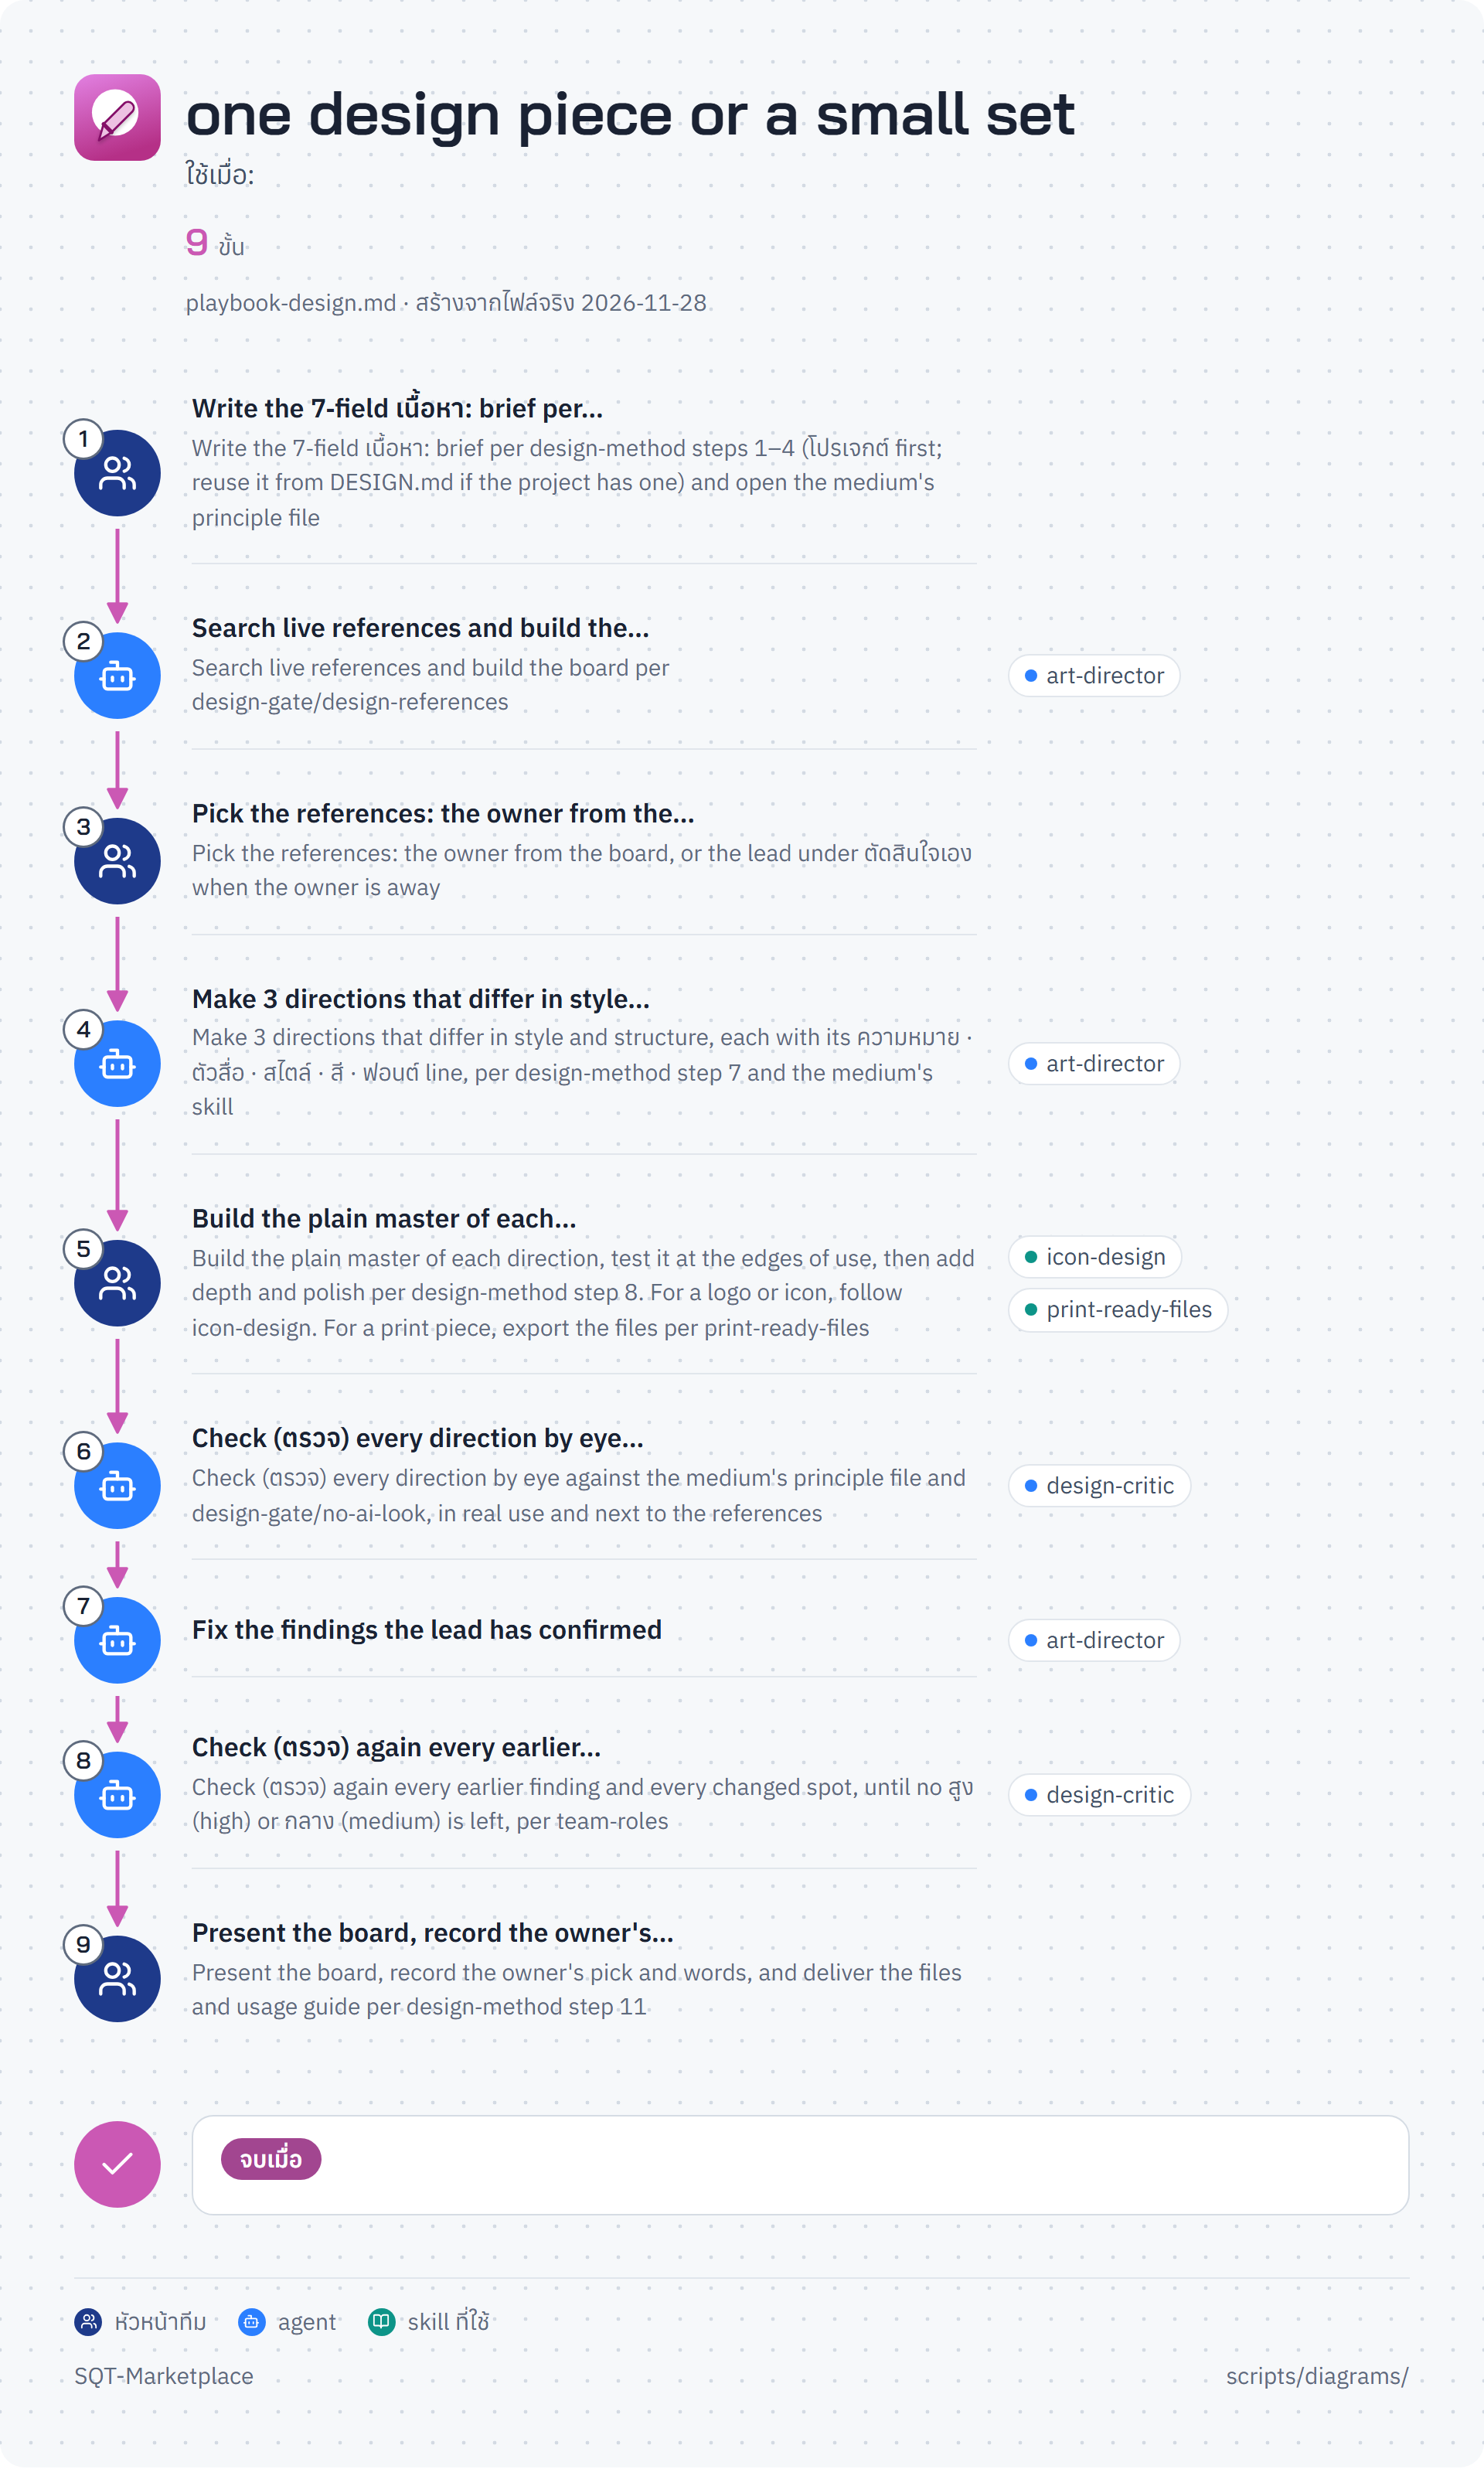 one design piece or a small set
ใช้เมื่อ:
9 ขั้น
playbook-design.md · สร้างจากไฟล์จริง 2026-11-28
1
Write the 7-field เนื้อหา: brief per...
Write the 7-field เนื้อหา: brief per design-method steps 1–4 (โปรเจกต์ first;
reuse it from DESIGN.md if the project has one) and open the medium's
principle file
2
Search live references and build the...
Search live references and build the board per
design-gate/design-references
art-director
3
Pick the references: the owner from the...
Pick the references: the owner from the board, or the lead under ตัดสินใจเอง
when the owner is away
4
Make 3 directions that differ in style...
Make 3 directions that differ in style and structure, each with its ความหมาย ·
ตัวสื่อ · สไตล์ · สี · ฟอนต์ line, per design-method step 7 and the medium's
skill
art-director
5
Build the plain master of each...
Build the plain master of each direction, test it at the edges of use, then add
depth and polish per design-method step 8. For a logo or icon, follow
icon-design. For a print piece, export the files per print-ready-files
icon-design
print-ready-files
6
Check (ตรวจ) every direction by eye...
Check (ตรวจ) every direction by eye against the medium's principle file and
design-gate/no-ai-look, in real use and next to the references
design-critic
7
Fix the findings the lead has confirmed
art-director
8
Check (ตรวจ) again every earlier...
Check (ตรวจ) again every earlier finding and every changed spot, until no สูง
(high) or กลาง (medium) is left, per team-roles
design-critic
9
Present the board, record the owner's...
Present the board, record the owner's pick and words, and deliver the files
and usage guide per design-method step 11
จบเมื่อ
หัวหน้าทีม agent skill ที่ใช้
SQT-Marketplace scripts/diagrams/